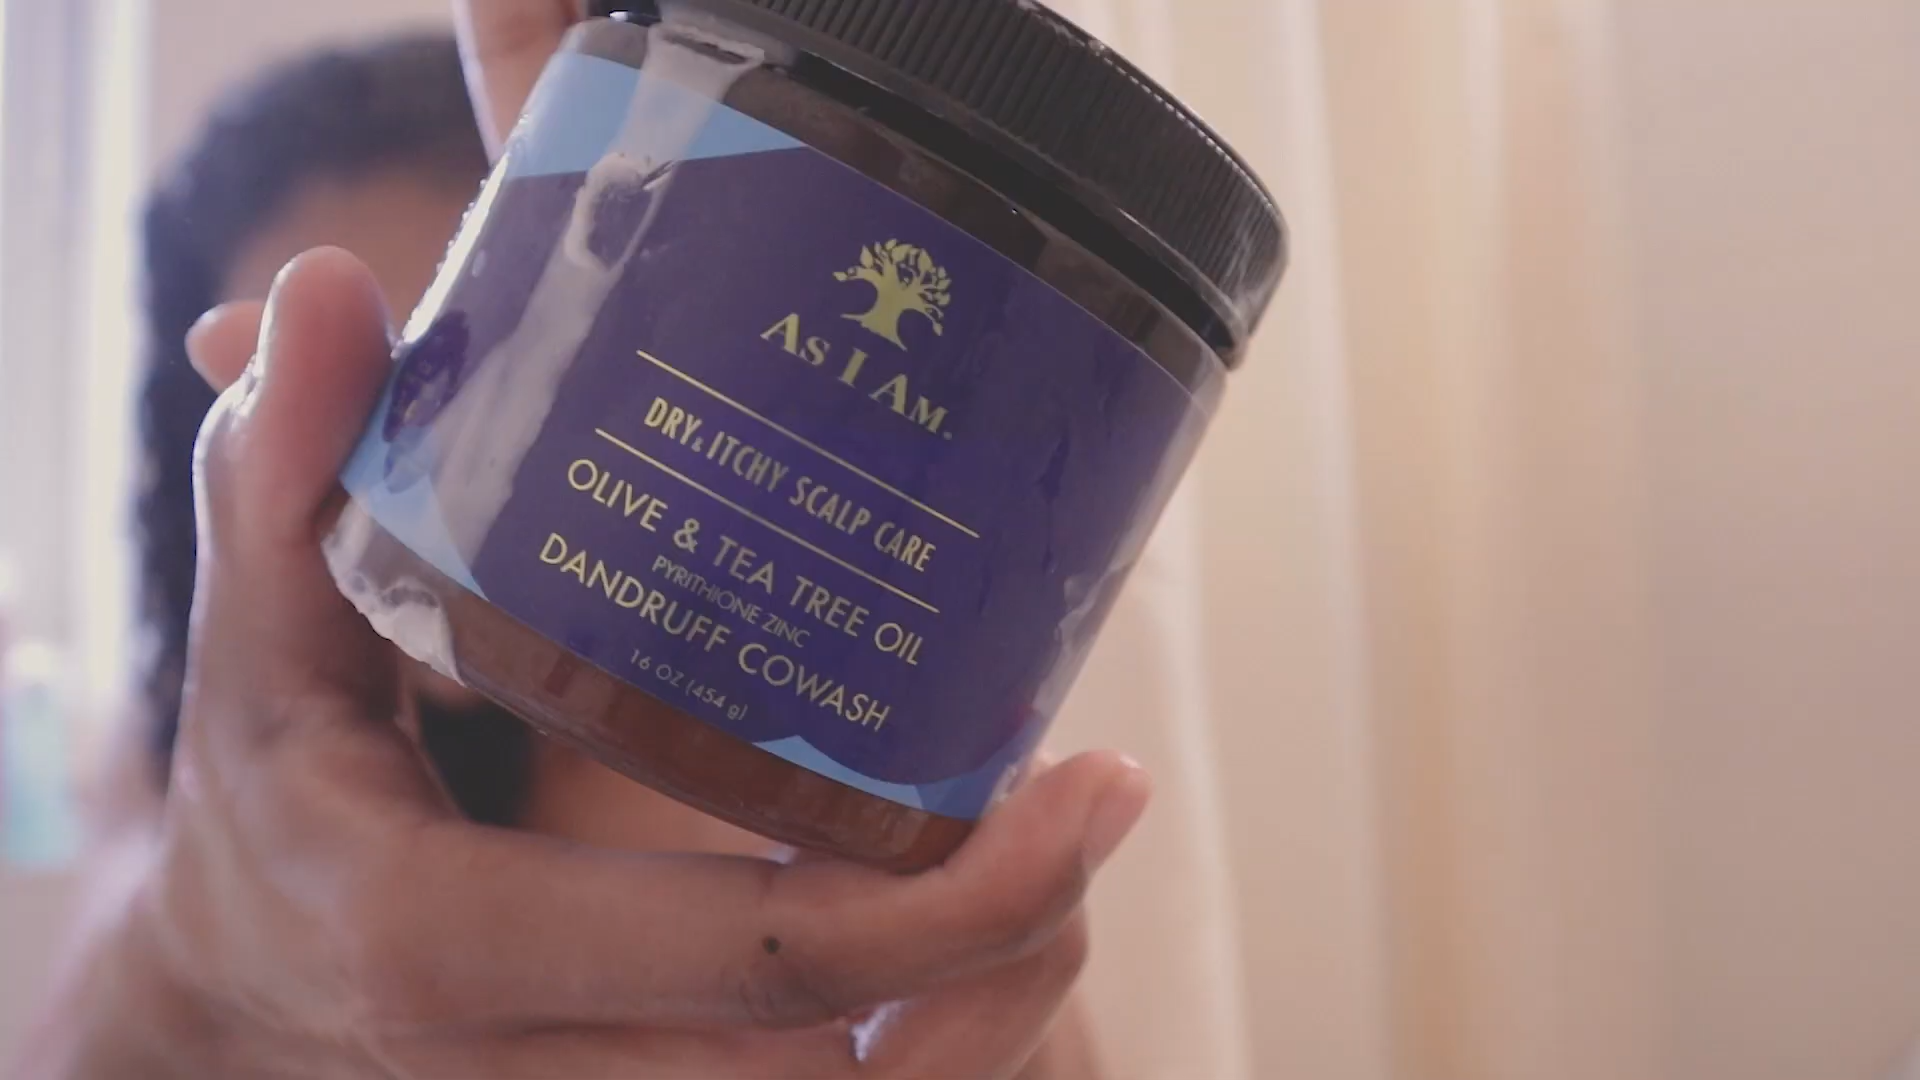 As I Am.
DRY & ITCHY SCALP CARE
OLIVE & TEA TREE OIL
PYRITHIONE ZINC
DANDRUFF COWASH
16 OZ (454 g)